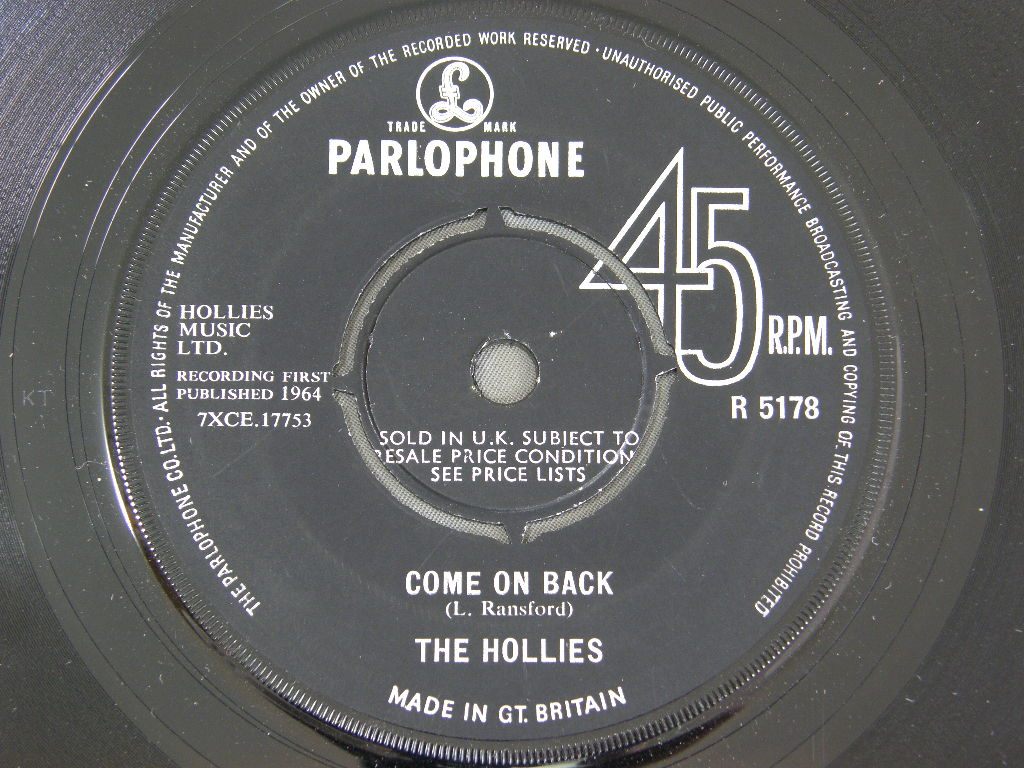 THE PARLOPHONE CO. LTD. · ALL RIGHTS OF THE MANUFACTURER AND OF THE OWNER OF THE RECORDED WORK RESERVED · UNAUTHORISED PUBLIC PERFORMANCE BROADCASTING AND COPYING OF THIS RECORD PROHIBITED
£
TRADE MARK
PARLOPHONE
45
R.P.M.
R 5178
HOLLIES
MUSIC
LTD.
RECORDING FIRST
PUBLISHED 1964
7XCE.17753
KT
SOLD IN U.K. SUBJECT TO
RESALE PRICE CONDITION
SEE PRICE LISTS
COME ON BACK
(L. Ransford)
THE HOLLIES
MADE IN GT. BRITAIN